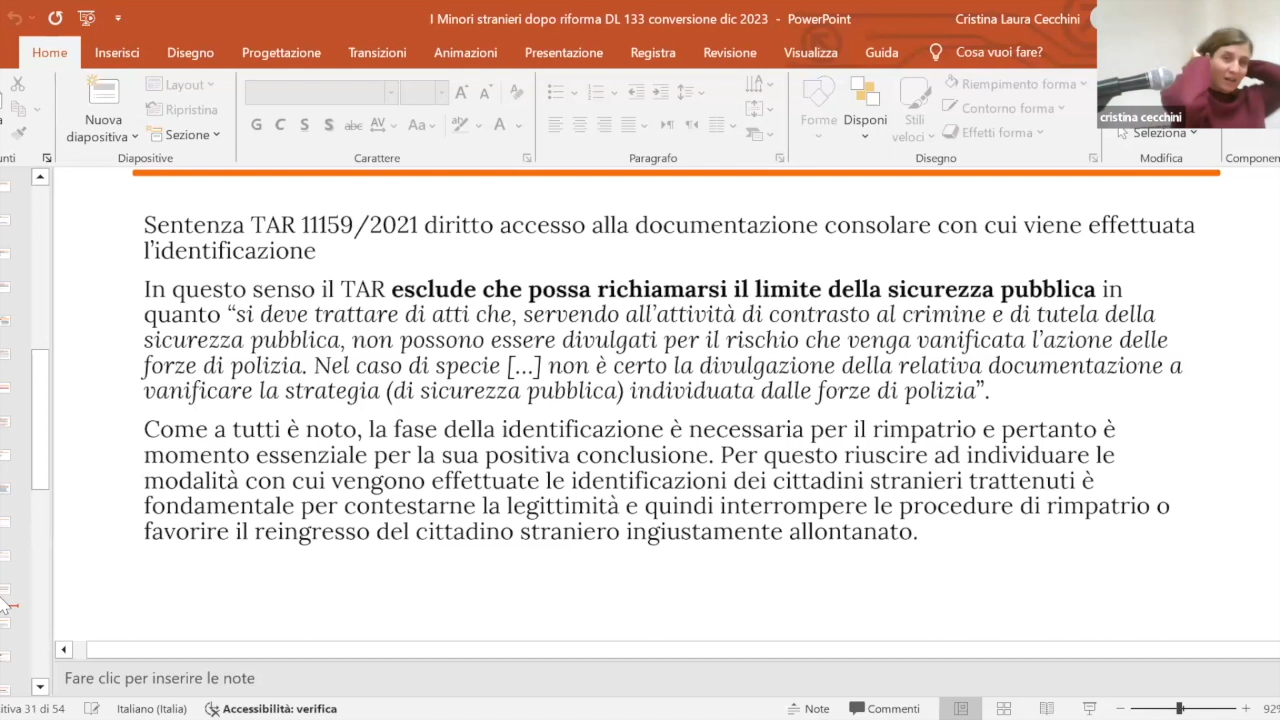 I Minori stranieri dopo riforma DL 133 conversione dic 2023 - PowerPoint
Cristina Laura Cecchini
Home Inserisci Disegno Progettazione Transizioni Animazioni Presentazione Registra Revisione Visualizza Guida Cosa vuoi fare?
cristina cecchini
Nuova
diapositiva
Layout
Ripristina
Sezione
Forme
Disponi
Stili
veloci
Riempimento forma
Contorno forma
Effetti forma
Seleziona
G C S S abc AV Aa A
Diapositive Carattere Paragrafo Disegno Modifica
Sentenza TAR 11159/2021 diritto accesso alla documentazione consolare con cui viene effettuata
l’identificazione
In questo senso il TAR esclude che possa richiamarsi il limite della sicurezza pubblica in
quanto “si deve trattare di atti che, servendo all’attività di contrasto al crimine e di tutela della
sicurezza pubblica, non possono essere divulgati per il rischio che venga vanificata l’azione delle
forze di polizia. Nel caso di specie […] non è certo la divulgazione della relativa documentazione a
vanificare la strategia (di sicurezza pubblica) individuata dalle forze di polizia”.
Come a tutti è noto, la fase della identificazione è necessaria per il rimpatrio e pertanto è
momento essenziale per la sua positiva conclusione. Per questo riuscire ad individuare le
modalità con cui vengono effettuate le identificazioni dei cittadini stranieri trattenuti è
fondamentale per contestarne la legittimità e quindi interrompere le procedure di rimpatrio o
favorire il reingresso del cittadino straniero ingiustamente allontanato.
Fare clic per inserire le note
31 di 54 Italiano (Italia) Accessibilità: verifica Note Commenti